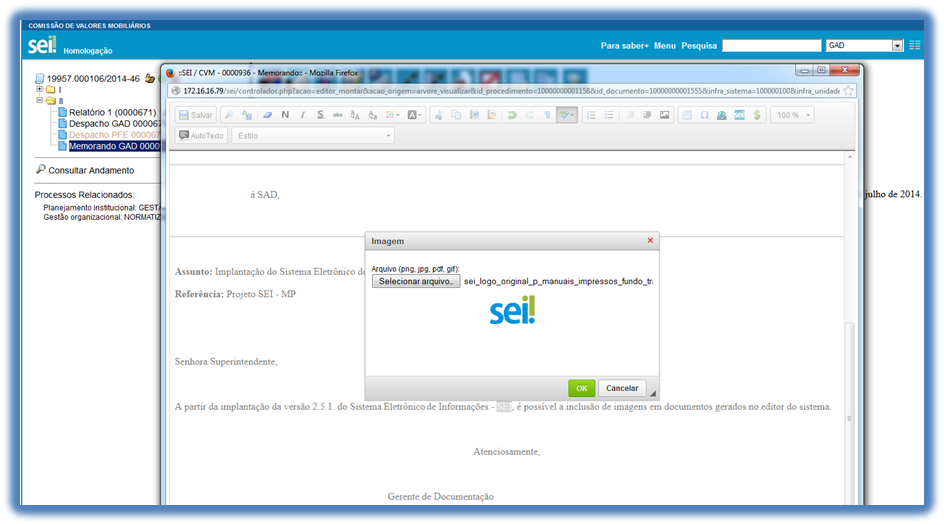 COMISSÃO DE VALORES MOBILIÁRIOS
sei! Homologação
Para saber+ Menu Pesquisa GAD
19957.000106/2014-46
I
II
Relatório 1 (0000671)
Despacho GAD 00006
Despacho PFE 00006
Memorando GAD 0000
Consultar Andamento
Processos Relacionados:
Planejamento institucional: GEST
Gestão organizacional: NORMATIZ
::SEI / CVM - 0000936 - Memorando:: - Mozilla Firefox
172.16.16.79/sei/controlador.php?acao=editor_montar&acao_origem=arvore_visualizar&id_procedimento=1000000001158&id_documento=10000000001555&infra_sistema=100000100&infra_unidade
Salvar N I S abc 100 %
AutoTexto Estilo
à SAD,
julho de 2014.
Imagem
Arquivo (png, jpg, pdf, gif):
Selecionar arquivo.. sei_logo_original_p_manuais_impressos_fundo_tra
sei!
OK Cancelar
Assunto: Implantação do Sistema Eletrônico de
Referência: Projeto SEI - MP
Senhora Superintendente,
A partir da implantação da versão 2.5.1. do Sistema Eletrônico de Informações - SEI, é possível a inclusão de imagens em documentos gerados no editor do sistema.
Atenciosamente,
Gerente de Documentação